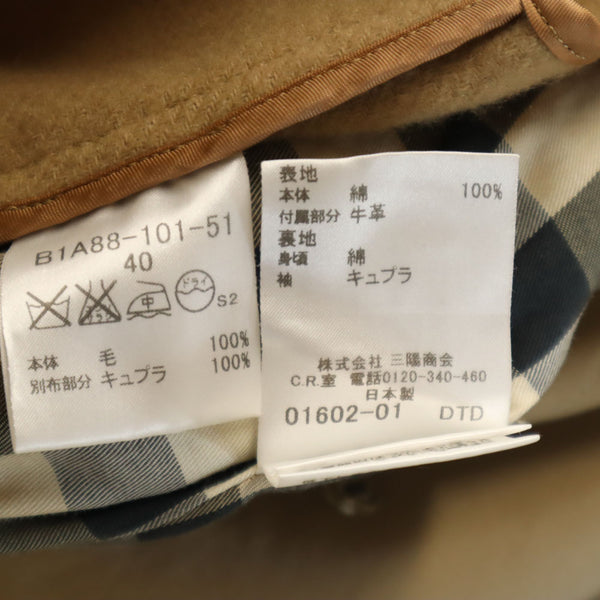 B1A88-101-51
40
ドライ
S2
100%
本体 毛 100%
別布部分 キュプラ
表地
本体 綿 100%
付属部分 牛革
裏地
身頃 綿
袖 キュプラ
株式会社 三陽商会
C.R.室 電話0120-340-460
日本製
01602-01 DTD